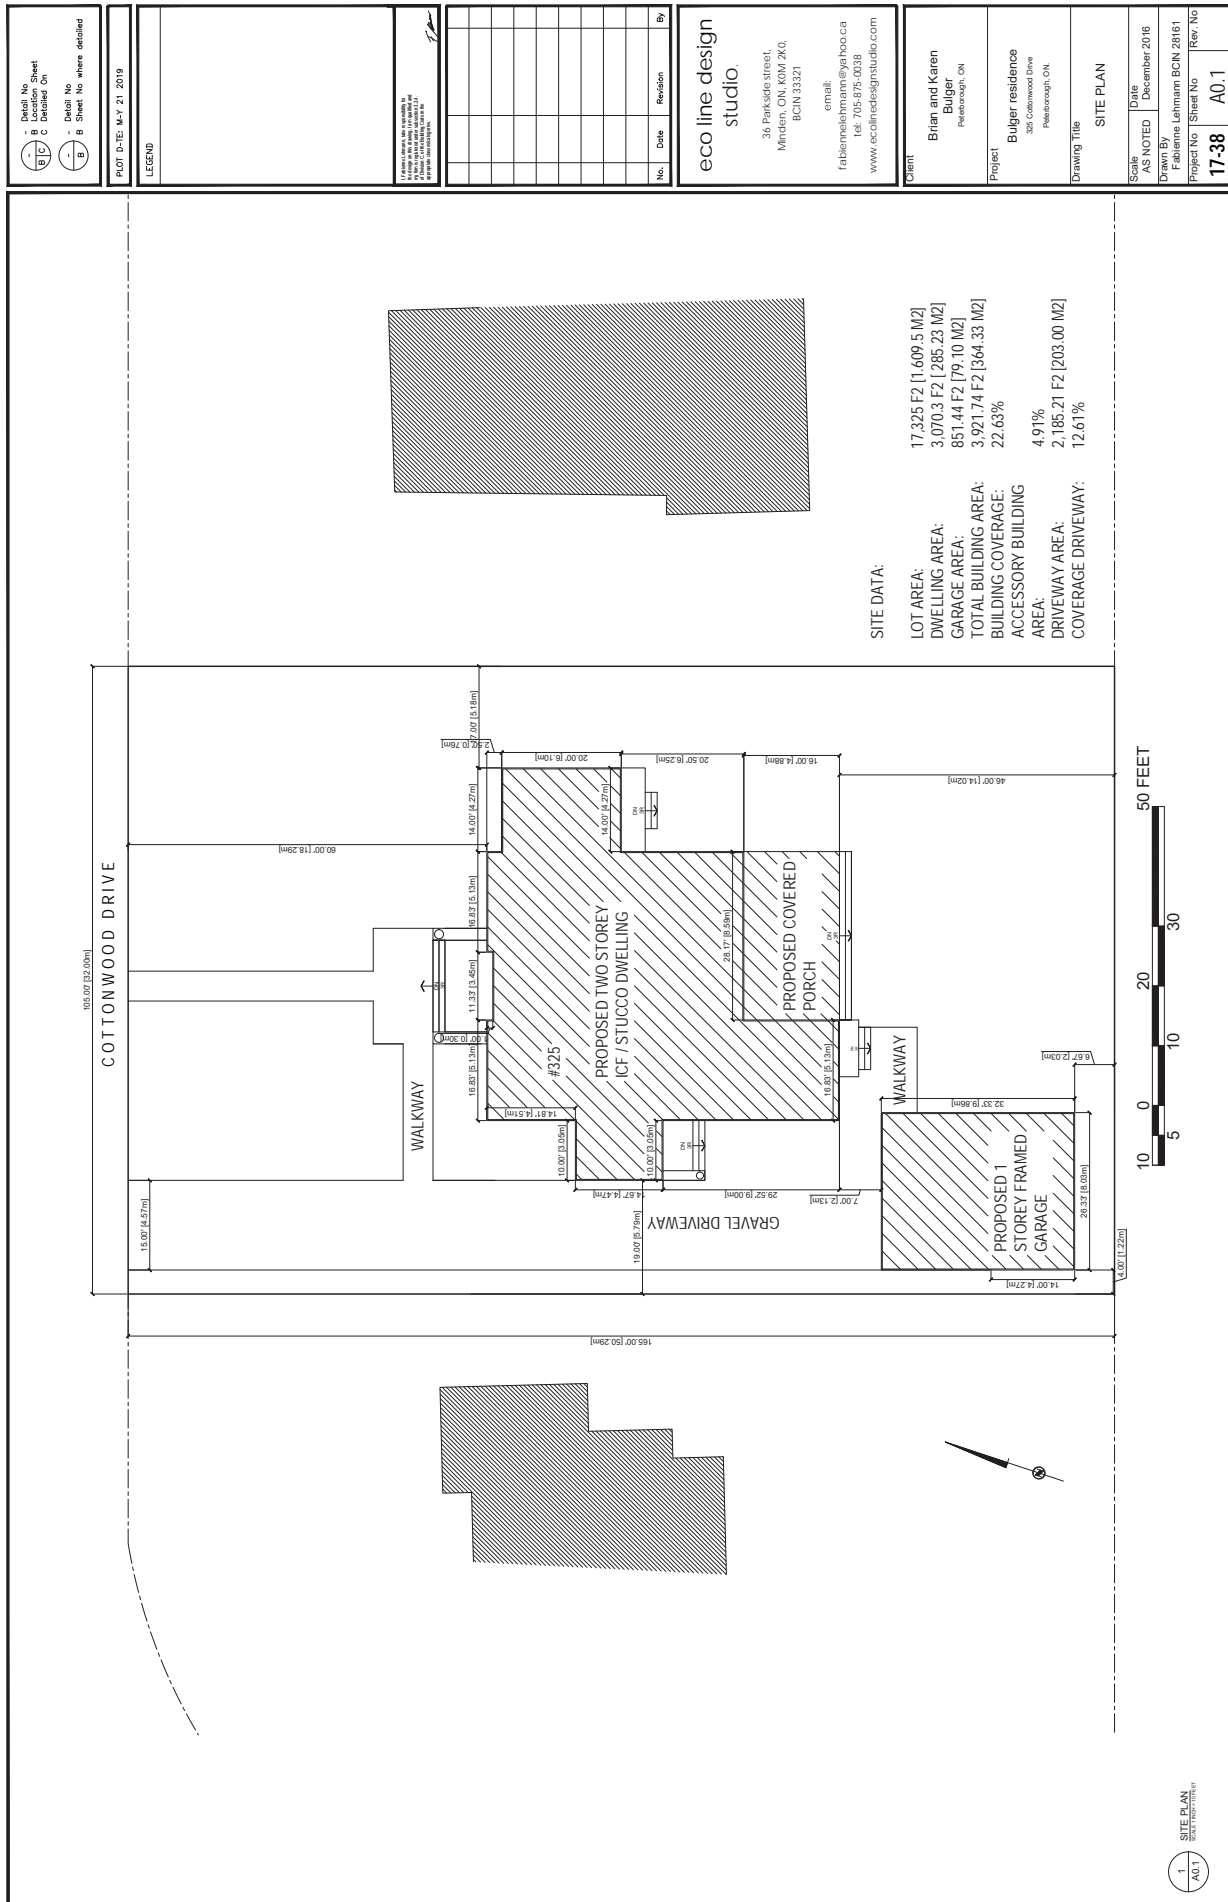 COTTONWOOD DRIVE
105.00' [32.00m]
15.00' [4.57m]
60.00' [18.29m]
17.00' [5.18m]
2.50' [0.76m]
20.00' [6.10m]
20.50' [6.25m]
16.00' [4.88m]
46.00' [14.02m]
14.00' [4.27m]
14.00' [4.27m]
16.83' [5.13m]
11.33' [3.45m]
1.00' [0.30m]
16.83' [5.13m]
14.81' [4.51m]
10.00' [3.05m]
10.00' [3.05m]
28.17' [8.59m]
16.83' [5.13m]
14.67' [4.47m]
29.52' [9.00m]
7.00' [2.13m]
19.00' [5.79m]
32.33' [9.86m]
6.67' [2.03m]
26.33' [8.03m]
14.00' [4.27m]
4.00' [1.22m]
165.00' [50.29m]
WALKWAY
DN
3R
DN
3R
DN
3R
DN
3R
#325
PROPOSED TWO STOREY
ICF / STUCCO DWELLING
PROPOSED COVERED
PORCH
WALKWAY
GRAVEL DRIVEWAY
PROPOSED 1
STOREY FRAMED
GARAGE
SITE DATA:
LOT AREA: 17,325 F2 [1.609.5 M2]
DWELLING AREA: 3,070.3 F2 [ 285.23 M2]
GARAGE AREA: 851.44 F2 [79.10 M2]
TOTAL BUILDING AREA: 3,921.74 F2 [364.33 M2]
BUILDING COVERAGE: 22.63%
ACCESSORY BUILDING
AREA: 4.91%
DRIVEWAY AREA: 2,185.21 F2 [203.00 M2]
COVERAGE DRIVEWAY: 12.61%
10 5 0 10 20 30 50 FEET
1
A0.1
SITE PLAN
SCALE 1 INCH = 10 FEET
- - Detail No
B B Location Sheet
C C Detailed On
- - Detail No
B B Sheet No where detailed
PLOT D-TE: M-Y 21 2019
LEGEND
No. Date Revision By
eco line design
studio.
36 Parkside street,
Minden, ON, K0M 2K0,
BCIN 33321
email:
fabiennelehmann@yahoo.ca
tel: 705-875-0038
www.ecolinedesignstudio.com
Client
Brian and Karen
Bulger
Peterborough, ON
Project
Bulger residence
325 Cottonwood Drive
Peterborough, ON.
Drawing Title
SITE PLAN
Scale
AS NOTED
Date
December 2016
Drawn By
Fabienne Lehmann BCIN 28161
Project No
17-38
Sheet No
A0.1
Rev. No